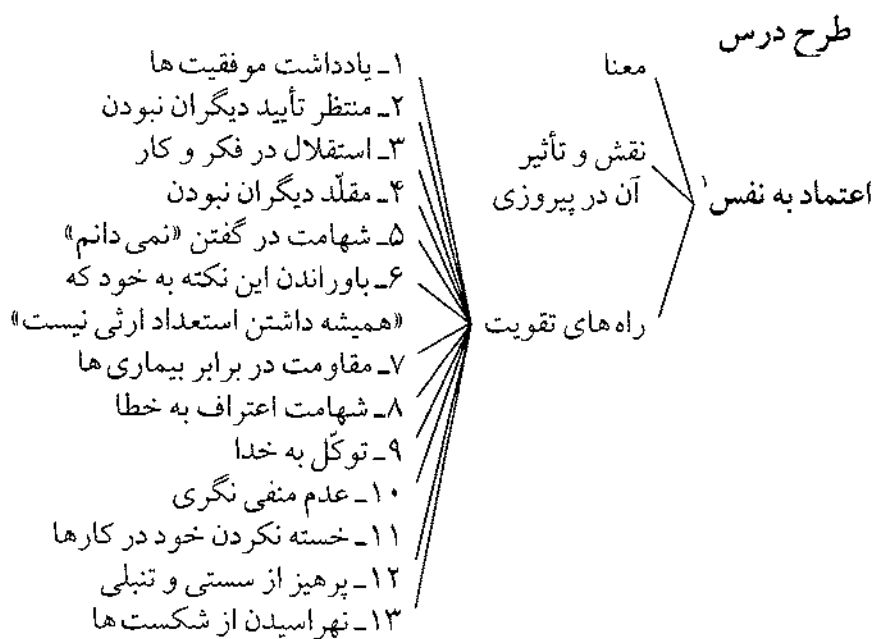 طرح درس
اعتماد به نفس۱
معنا
نقش و تأثیر
آن در پیروزی
راه‌های تقویت
۱ـ یادداشت موفقیت‌ها
۲ـ منتظر تأیید دیگران نبودن
۳ـ استقلال در فکر و کار
۴ـ مقلّد دیگران نبودن
۵ـ شهامت در گفتن «نمی‌دانم»
۶ـ باوراندن این نکته به خود که
«همیشه داشتن استعداد ارثی نیست»
۷ـ مقاومت در برابر بیماری‌ها
۸ـ شهامت اعتراف به خطا
۹ـ توکّل به خدا
۱۰ـ عدم منفی نگری
۱۱ـ خسته نکردن خود در کارها
۱۲ـ پرهیز از سستی و تنبلی
۱۳ـ نهراسیدن از شکست‌ها